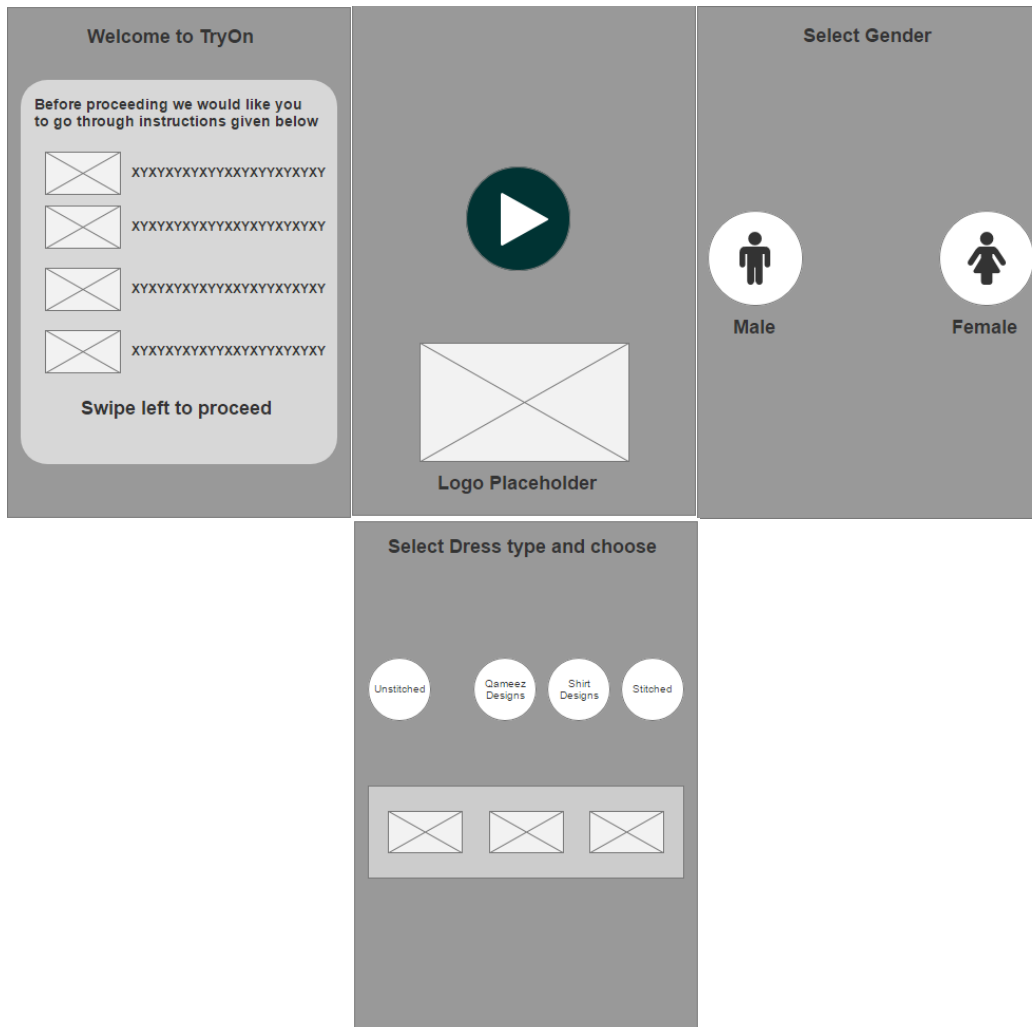 Welcome to TryOn
Before proceeding we would like you
to go through instructions given below
XYXYXYXYXYYXXYXYYXYXYXY
XYXYXYXYXYYXXYXYYXYXYXY
XYXYXYXYXYYXXYXYYXYXYXY
XYXYXYXYXYYXXYXYYXYXYXY
Swipe left to proceed
Logo Placeholder
Select Gender
Male
Female
Select Dress type and choose
Unstitched
Qameez
Designs
Shirt
Designs
Stitched